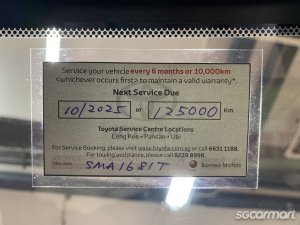 Service your vehicle every 6 months or 10,000km
<whichever occurs first> to maintain a valid warranty*.
Next Service Due
10/2025 or 125000 Km
Toyota Service Centre Locations
Leng Kee • Pandan • Ubi
For Service Booking, please visit www.toyota.com.sg or call 6631 1188.
For towing assistance, please call 9229 8998.
SMA1681T Borneo Motors
sgcarmart